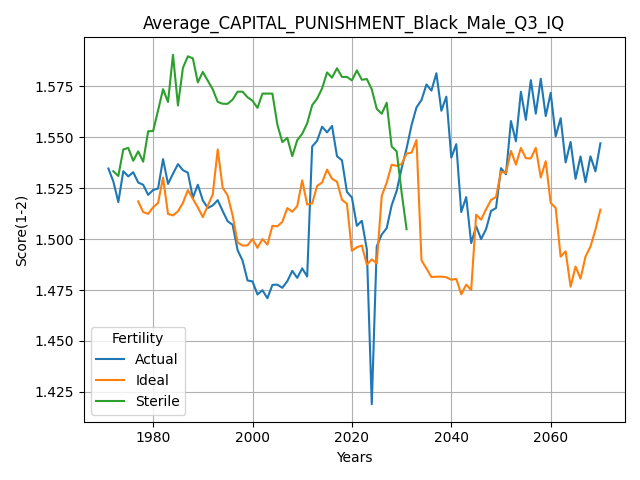 Average_CAPITAL_PUNISHMENT_Black_Male_Q3_IQ
Score(1-2)
1.575
1.550
1.525
1.500
1.475
1.450
1.425
Fertility
Actual
Ideal
Sterile
1980
2000
2020
2040
2060
Years